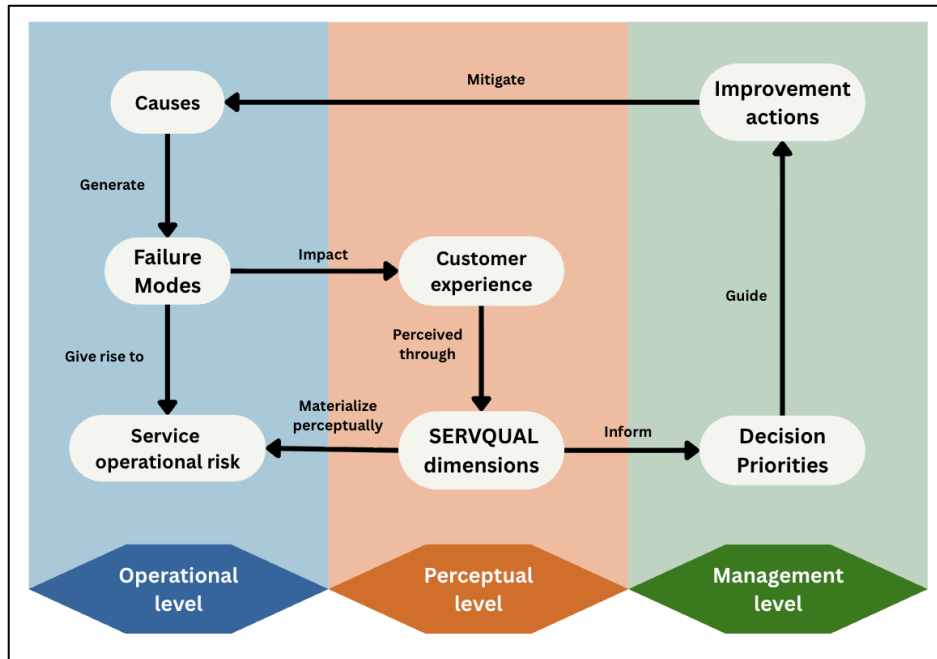 Mitigate
Causes
Improvement
actions
Generate
Failure
Modes
Impact
Customer
experience
Guide
Give rise to
Perceived
through
Materialize
perceptually
Service
operational risk
SERVQUAL
dimensions
Inform
Decision
Priorities
Operational
level
Perceptual
level
Management
level